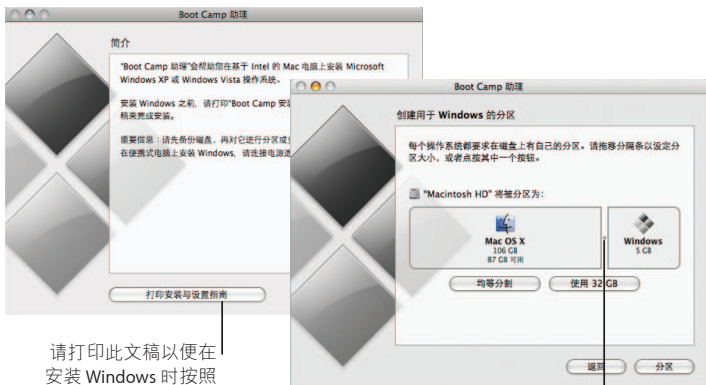 Boot Camp 助理
简介
"Boot Camp 助理"会帮助您在基于 Intel 的 Mac 电脑上安装 Microsoft
Windows XP 或 Windows Vista 操作系统。
安装 Windows 之前，请打印"Boot Camp 安
稿来完成安装。
重要信息：请先备份磁盘，再对它进行分区或
在便携式电脑上安装 Windows，请连接电源
打印安装与设置指南
Boot Camp 助理
创建用于 Windows 的分区
每个操作系统都要求在磁盘上有自己的分区。请拖移分隔条以设定分
区大小，或者点按其中一个按钮。
"Macintosh HD" 将被分区为：
Mac OS X
106 GB
87 GB 可用
Windows
5 GB
均等分割
使用 32 GB
返回
分区
请打印此文稿以便在
安装 Windows 时按照